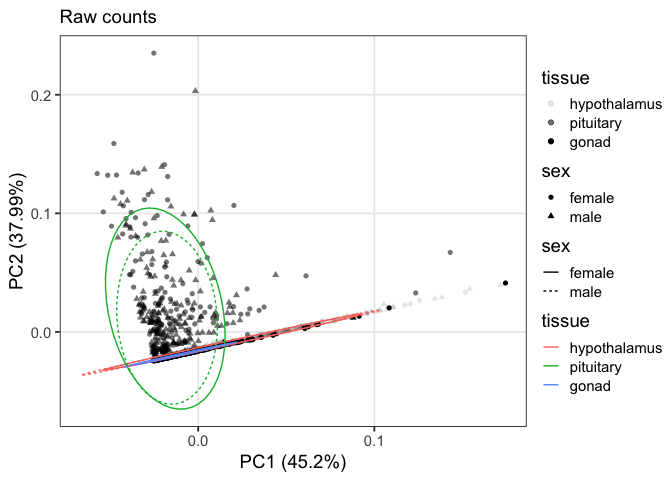 Raw counts
PC2 (37.99%)
0.2
0.1
0.0
0.0
0.1
PC1 (45.2%)
tissue
hypothalamus
pituitary
gonad
sex
female
male
sex
female
male
tissue
hypothalamus
pituitary
gonad